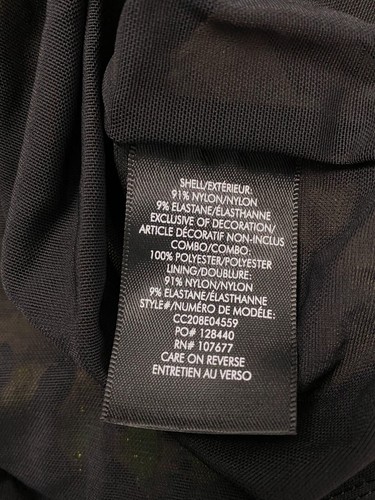 SHELL/EXTÉRIEUR:
91% NYLON/NYLON
9% ELASTANE/ÉLASTHANNE
EXCLUSIVE OF DECORATION/
ARTICLE DÉCORATIF NON-INCLUS
COMBO/COMBO:
100% POLYESTER/POLYESTER
LINING/DOUBLURE:
91% NYLON/NYLON
9% ELASTANE/ÉLASTHANNE
STYLE#/NUMÉRO DE MODÈLE:
CC208E04559
PO# 128440
RN# 107677
CARE ON REVERSE
ENTRETIEN AU VERSO